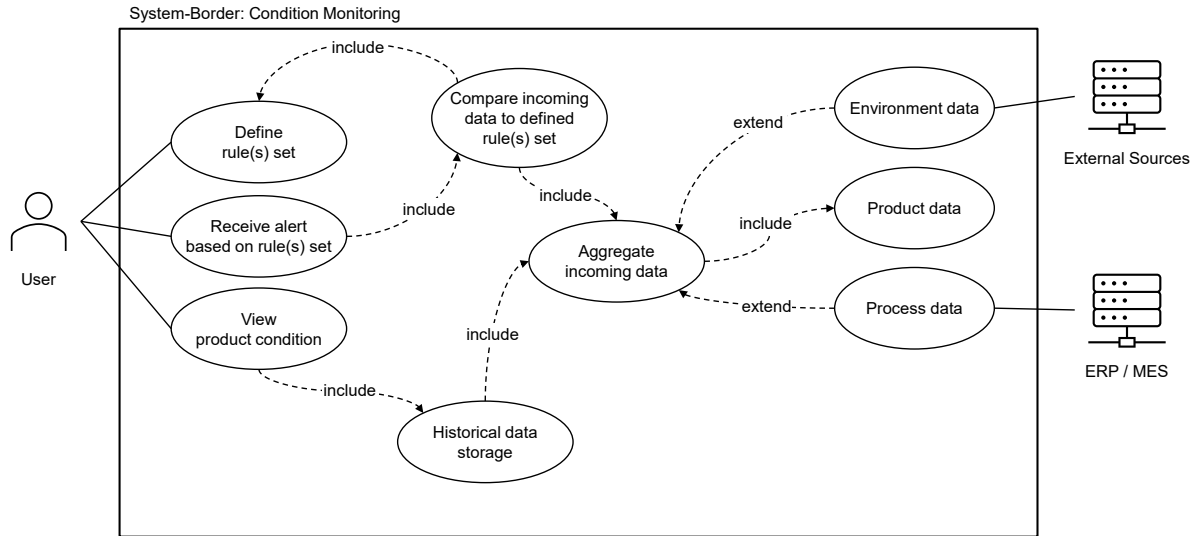 System-Border: Condition Monitoring
include
Define
rule(s) set
Compare incoming
data to defined
rule(s) set
Environment data
extend
External Sources
include
include
Receive alert
based on rule(s) set
Product data
include
User
Aggregate
incoming data
View
product condition
include
extend
Process data
ERP / MES
include
Historical data
storage